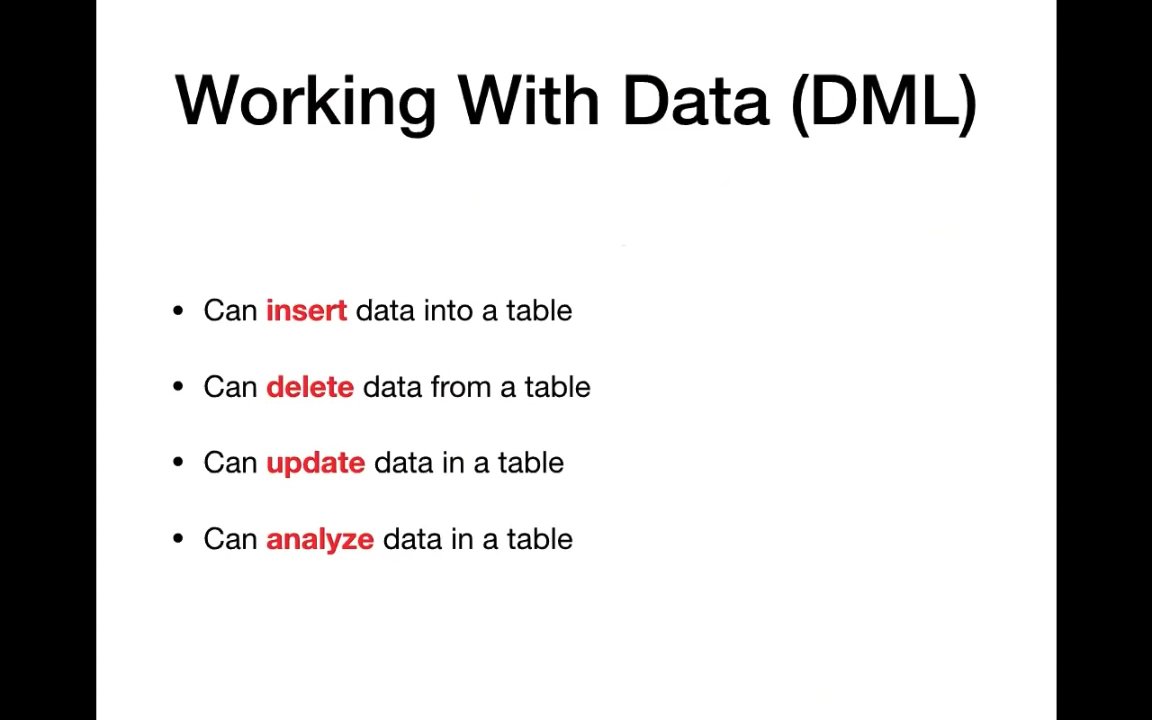 Working With Data (DML)
• Can insert data into a table
• Can delete data from a table
• Can update data in a table
• Can analyze data in a table